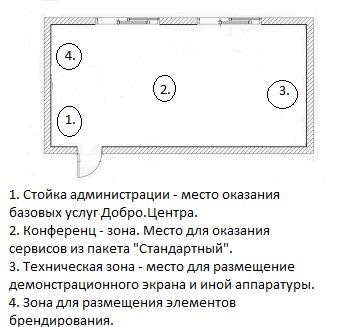 4.
2.
3.
1.
1. Стойка администрации - место оказания
базовых услуг Добро.Центра.
2. Конференц - зона. Место для оказания
сервисов из пакета "Стандартный".
3. Техническая зона - место для размещение
демонстрационного экрана и иной аппаратуры.
4. Зона для размещения элементов
брендирования.